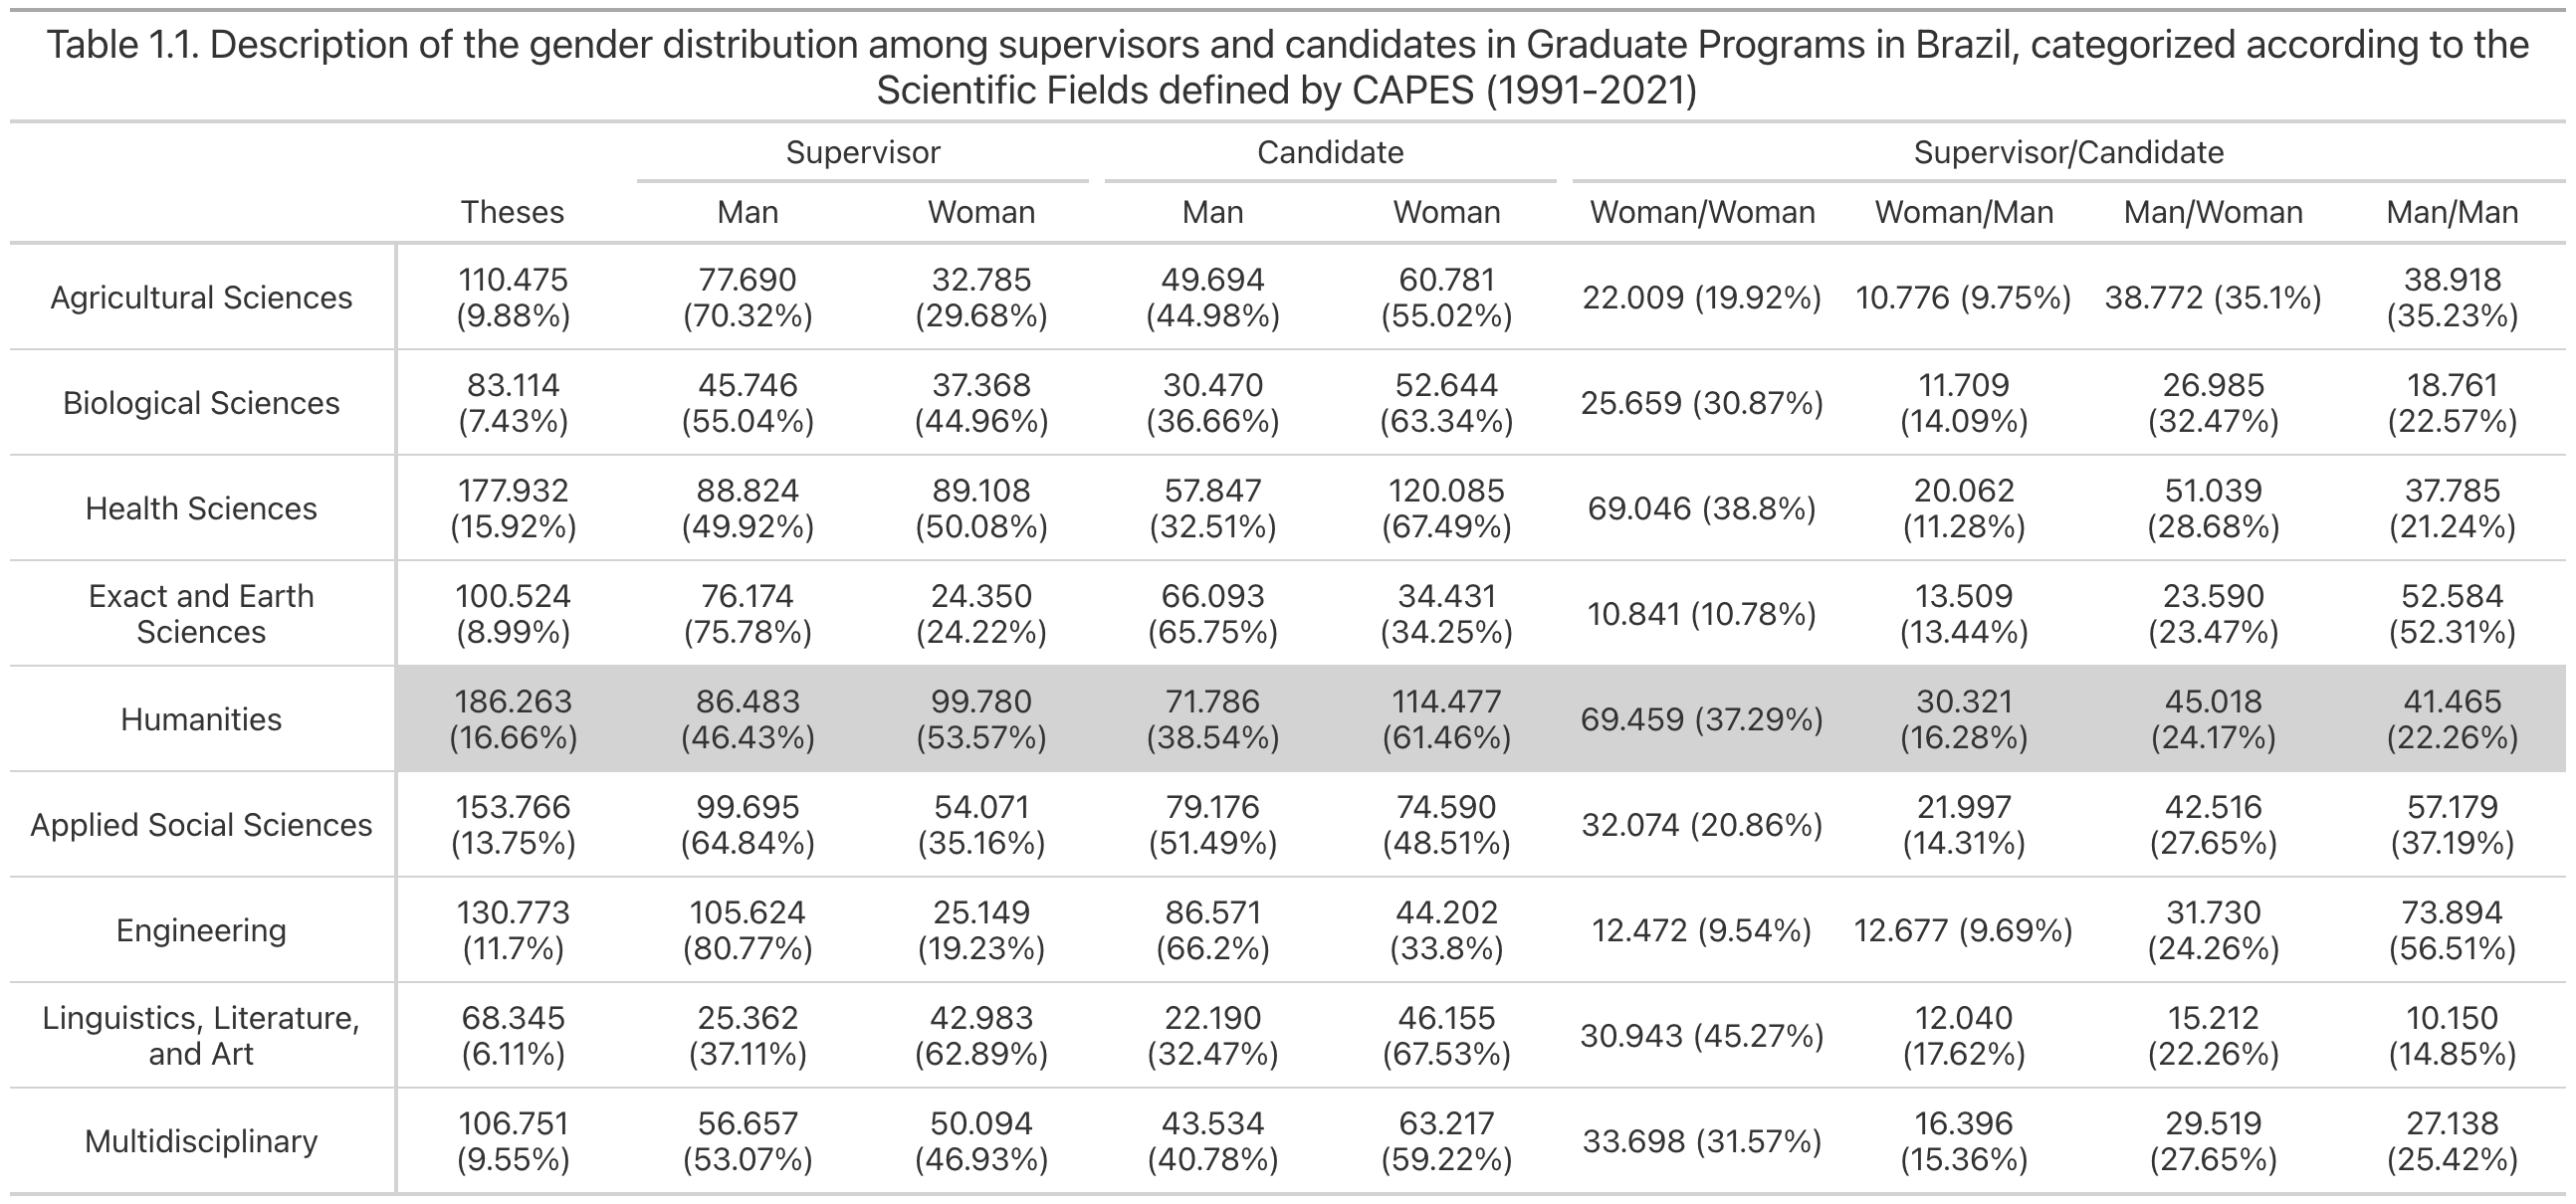 Table 1.1. Description of the gender distribution among supervisors and candidates in Graduate Programs in Brazil, categorized according to the
Scientific Fields defined by CAPES (1991-2021)
Supervisor Candidate Supervisor/Candidate
Theses Man Woman Man Woman Woman/Woman Woman/Man Man/Woman Man/Man
Agricultural Sciences 110.475 (9.88%) 77.690 (70.32%) 32.785 (29.68%) 49.694 (44.98%) 60.781 (55.02%) 22.009 (19.92%) 10.776 (9.75%) 38.772 (35.1%) 38.918 (35.23%)
Biological Sciences 83.114 (7.43%) 45.746 (55.04%) 37.368 (44.96%) 30.470 (36.66%) 52.644 (63.34%) 25.659 (30.87%) 11.709 (14.09%) 26.985 (32.47%) 18.761 (22.57%)
Health Sciences 177.932 (15.92%) 88.824 (49.92%) 89.108 (50.08%) 57.847 (32.51%) 120.085 (67.49%) 69.046 (38.8%) 20.062 (11.28%) 51.039 (28.68%) 37.785 (21.24%)
Exact and Earth Sciences 100.524 (8.99%) 76.174 (75.78%) 24.350 (24.22%) 66.093 (65.75%) 34.431 (34.25%) 10.841 (10.78%) 13.509 (13.44%) 23.590 (23.47%) 52.584 (52.31%)
Humanities 186.263 (16.66%) 86.483 (46.43%) 99.780 (53.57%) 71.786 (38.54%) 114.477 (61.46%) 69.459 (37.29%) 30.321 (16.28%) 45.018 (24.17%) 41.465 (22.26%)
Applied Social Sciences 153.766 (13.75%) 99.695 (64.84%) 54.071 (35.16%) 79.176 (51.49%) 74.590 (48.51%) 32.074 (20.86%) 21.997 (14.31%) 42.516 (27.65%) 57.179 (37.19%)
Engineering 130.773 (11.7%) 105.624 (80.77%) 25.149 (19.23%) 86.571 (66.2%) 44.202 (33.8%) 12.472 (9.54%) 12.677 (9.69%) 31.730 (24.26%) 73.894 (56.51%)
Linguistics, Literature, and Art 68.345 (6.11%) 25.362 (37.11%) 42.983 (62.89%) 22.190 (32.47%) 46.155 (67.53%) 30.943 (45.27%) 12.040 (17.62%) 15.212 (22.26%) 10.150 (14.85%)
Multidisciplinary 106.751 (9.55%) 56.657 (53.07%) 50.094 (46.93%) 43.534 (40.78%) 63.217 (59.22%) 33.698 (31.57%) 16.396 (15.36%) 29.519 (27.65%) 27.138 (25.42%)